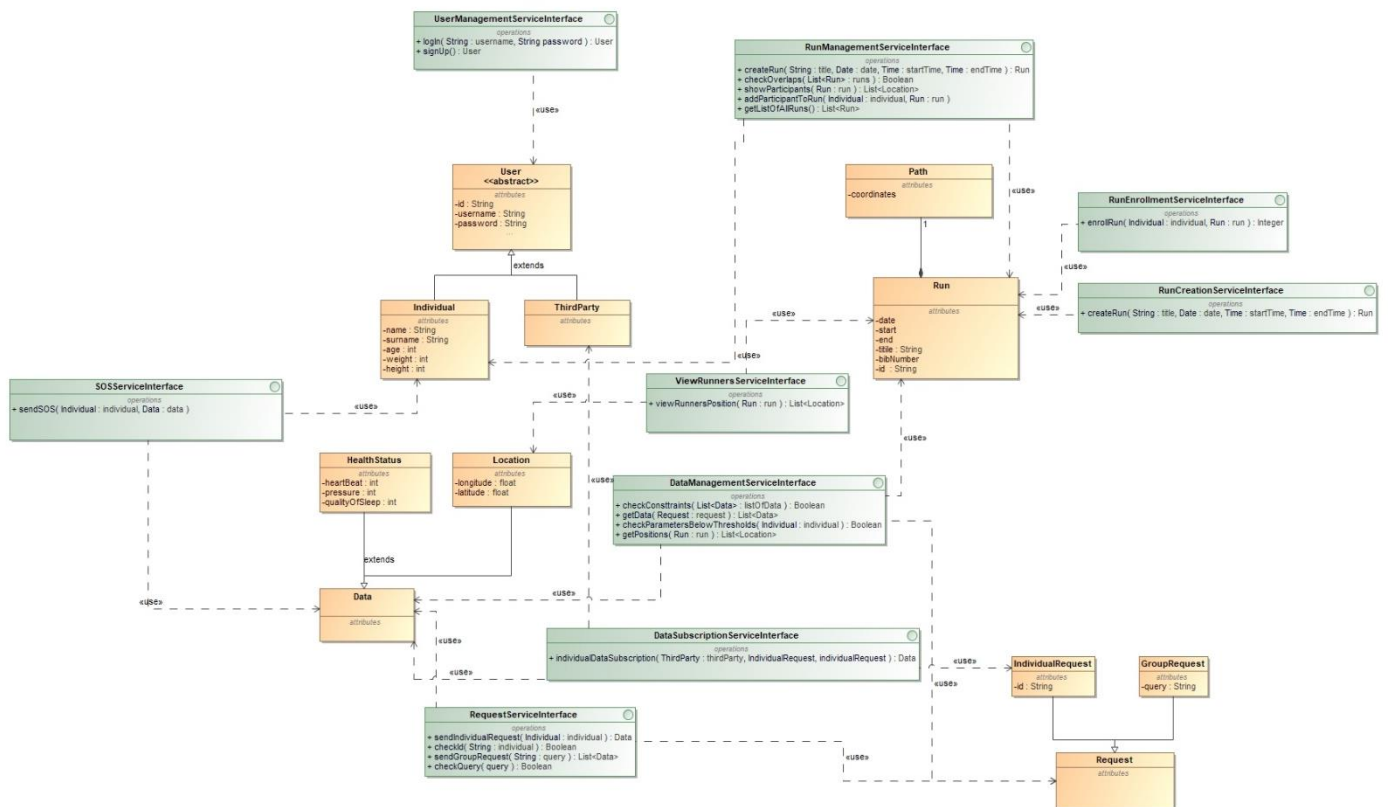 UserManagementServiceInterface
operations
+ logIn( String : username, String password ) : User
+ signUp() : User
«use»
RunManagementServiceInterface
operations
+ createRun( String : title, Date : date, Time : startTime, Time : endTime ) : Run
+ checkOverlaps( List<Run> : runs ) : Boolean
+ showParticipants( Run : run ) : List<Location>
+ addParticipantToRun( Individual : individual, Run : run )
+ getListOfAllRuns() : List<Run>
«use»
«use»
User
<<abstract>>
attributes
-id : String
-username : String
-password : String
...
extends
Path
attributes
-coordinates
1
RunEnrollmentServiceInterface
operations
+ enrollRun( Individual : individual, Run : run ) : Integer
«use»
RunCreationServiceInterface
operations
+ createRun( String : title, Date : date, Time : startTime, Time : endTime ) : Run
«use»
Run
attributes
-date
-start
-end
-titile : String
-bibNumber
-id : String
Individual
attributes
-name : String
-surname : String
-age : int
-weight : int
-height : int
ThirdParty
attributes
«use»
ViewRunnersServiceInterface
operations
+ viewRunnersPosition( Run : run ) : List<Location>
«use»
SOSServiceInterface
operations
+ sendSOS( Individual : individual, Data : data )
«use»
«use»
HealthStatus
attributes
-heartBeat : int
-pressure : int
-qualityOfSleep : int
Location
attributes
-longitude : float
-latitude : float
extends
«use»
«use»
DataManagementServiceInterface
operations
+ checkConsttraints( List<Data> : listOfData ) : Boolean
+ getData( Request : request ) : List<Data>
+ checkParametersBelowThresholds( Individual : individual ) : Boolean
+ getPositions( Run : run ) : List<Location>
«use»
«use»
Data
attributes
«use»
«use»
DataSubscriptionServiceInterface
operations
+ individualDataSubscription( ThirdParty : thirdParty, IndividualRequest, individualRequest ) : Data
«use»
IndividualRequest
attributes
-id : String
GroupRequest
attributes
-query : String
RequestServiceInterface
operations
+ sendIndividualRequest( Individual : individual ) : Data
+ checkId( String : individual ) : Boolean
+ sendGroupRequest( String : query ) : List<Data>
+ checkQuery( query ) : Boolean
«use»
Request
attributes